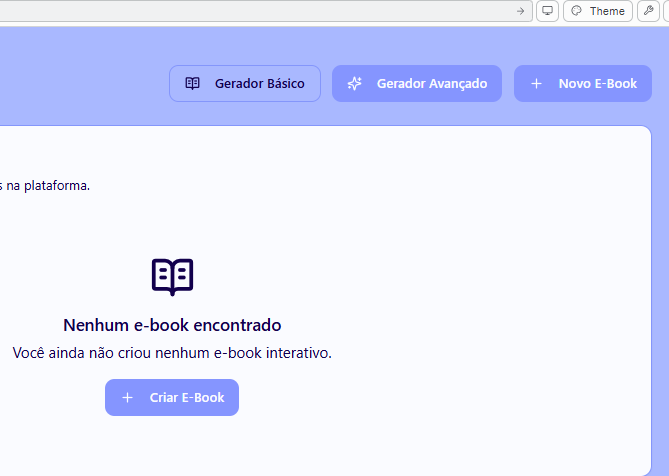 Theme
Gerador Básico
Gerador Avançado
Novo E-Book
s na plataforma.
Nenhum e-book encontrado
Você ainda não criou nenhum e-book interativo.
Criar E-Book